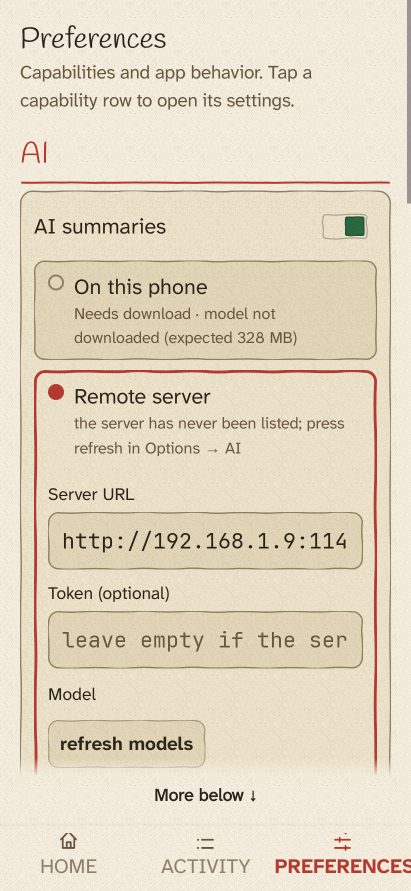 Preferences
Capabilities and app behavior. Tap a
capability row to open its settings.
AI
AI summaries
On this phone
Needs download · model not
downloaded (expected 328 MB)
Remote server
the server has never been listed; press
refresh in Options → AI
Server URL
http://192.168.1.9:114
Token (optional)
leave empty if the ser
Model
refresh models
More below ↓
HOME
ACTIVITY
PREFERENCES